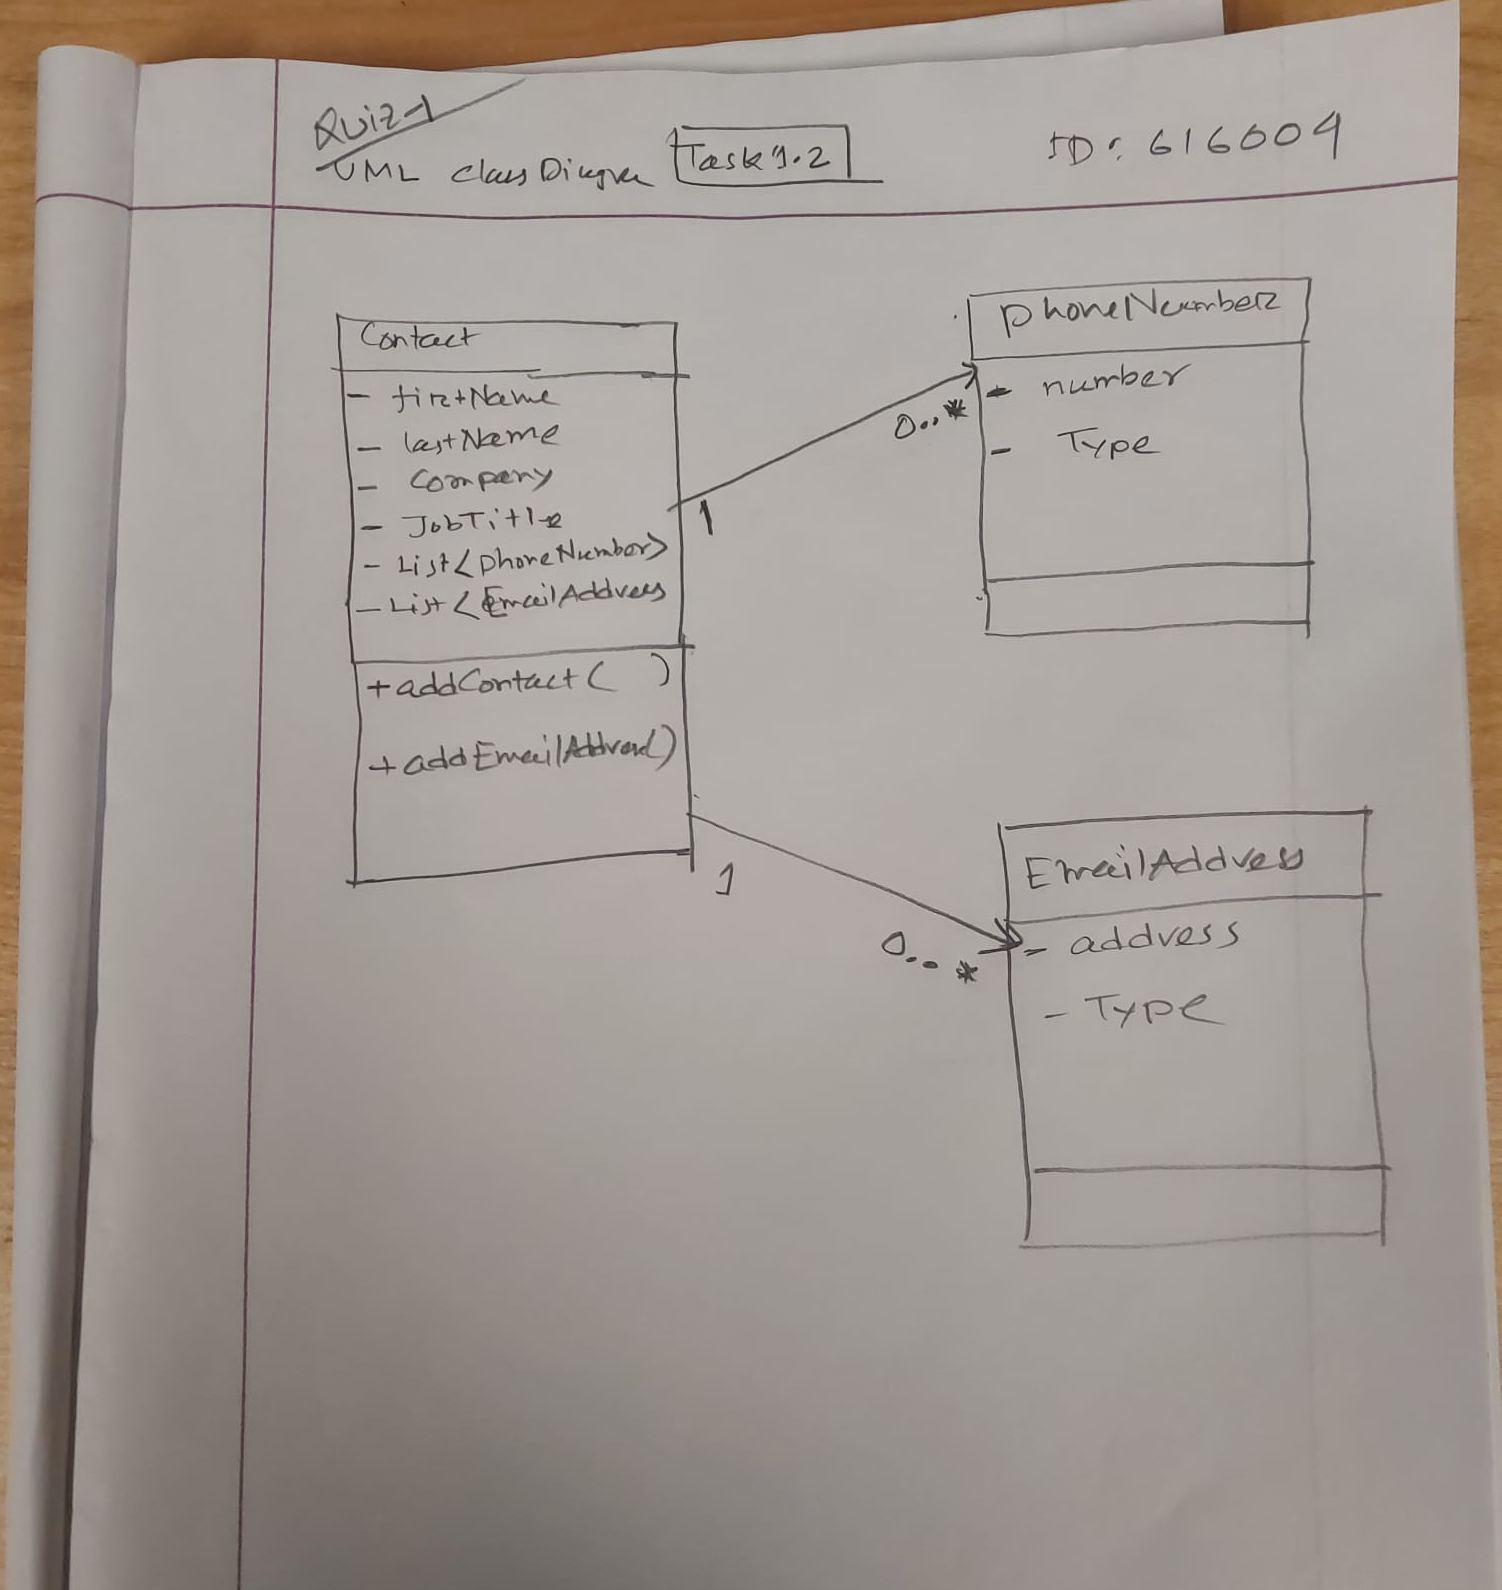 Quiz-1
UML Class Diagram Task 1.2
ID: 616004
Contact
- firstName
- lastName
- Company
- JobTitle
- List<phoneNumber>
- List<EmailAddress
+addContact( )
+addEmailAddress()
1
0..*
phoneNumber
- number
- Type
1
0..*
EmailAddress
- address
- Type